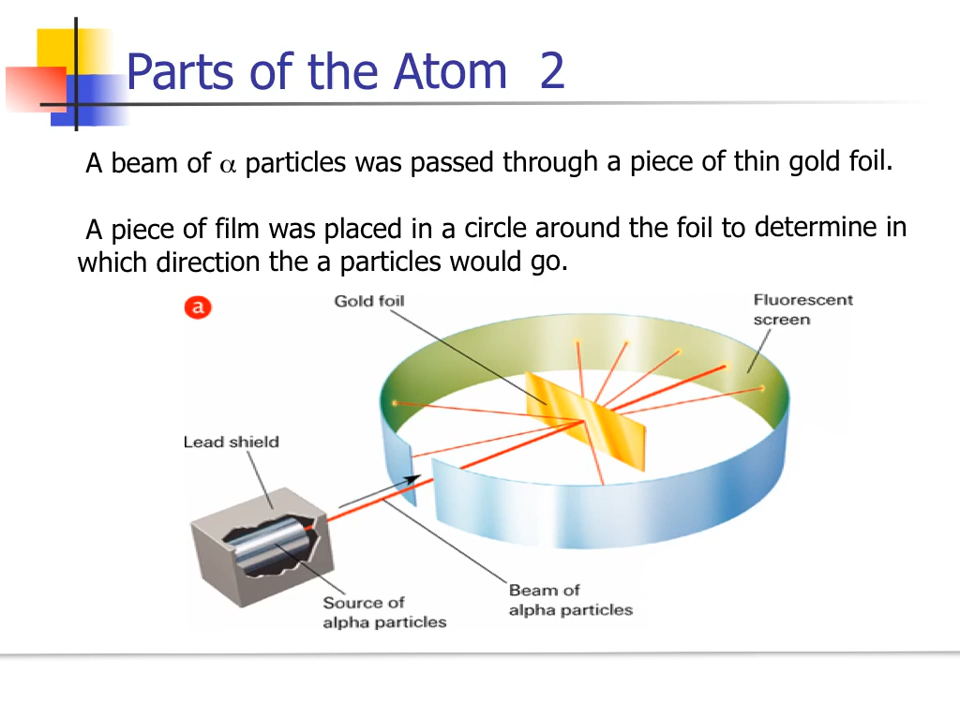 Parts of the Atom 2
A beam of α particles was passed through a piece of thin gold foil.
A piece of film was placed in a circle around the foil to determine in
which direction the a particles would go.
a
Gold foil
Fluorescent
screen
Lead shield
Source of
alpha particles
Beam of
alpha particles